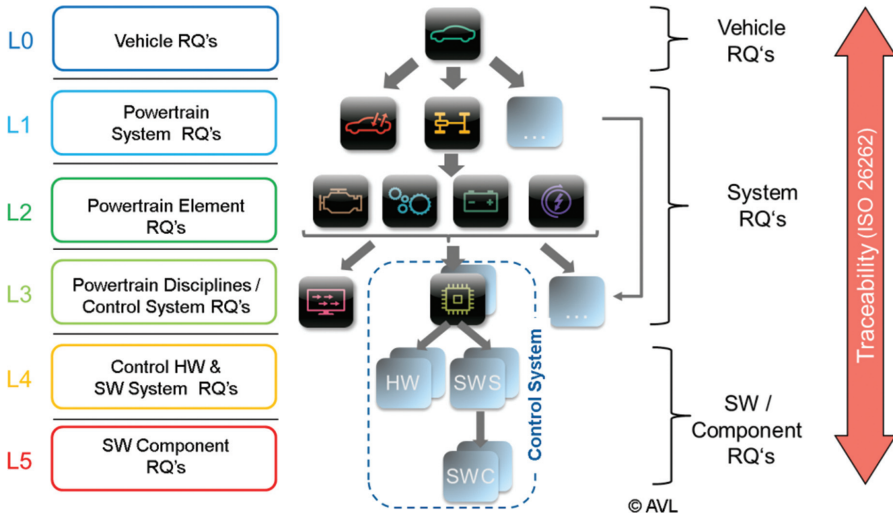 L0
Vehicle RQ's
Vehicle
RQ‘s
L1
Powertrain
System RQ's
...
L2
Powertrain Element
RQ's
System
RQ's
L3
Powertrain Disciplines /
Control System RQ's
...
L4
Control HW &
SW System RQ's
HW
SWS
SW /
Component
RQ's
L5
SW Component
RQ's
SWC
Control System
Traceability (ISO 26262)
© AVL